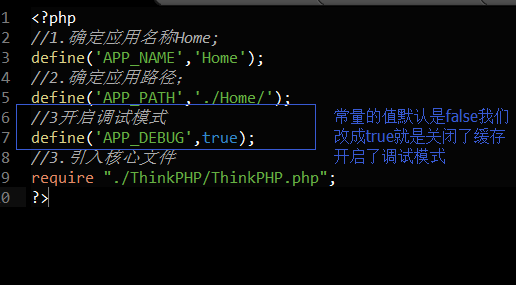 1 <?php
2 //1.确定应用名称Home;
3 define('APP_NAME','Home');
4 //2.确定应用路径;
5 define('APP_PATH','./Home/');
6 //3开启调试模式
7 define('APP_DEBUG',true);
8 //3.引入核心文件
9 require "./ThinkPHP/ThinkPHP.php";
0 ?>
常量的值默认是false我们
改成true就是关闭了缓存
开启了调试模式